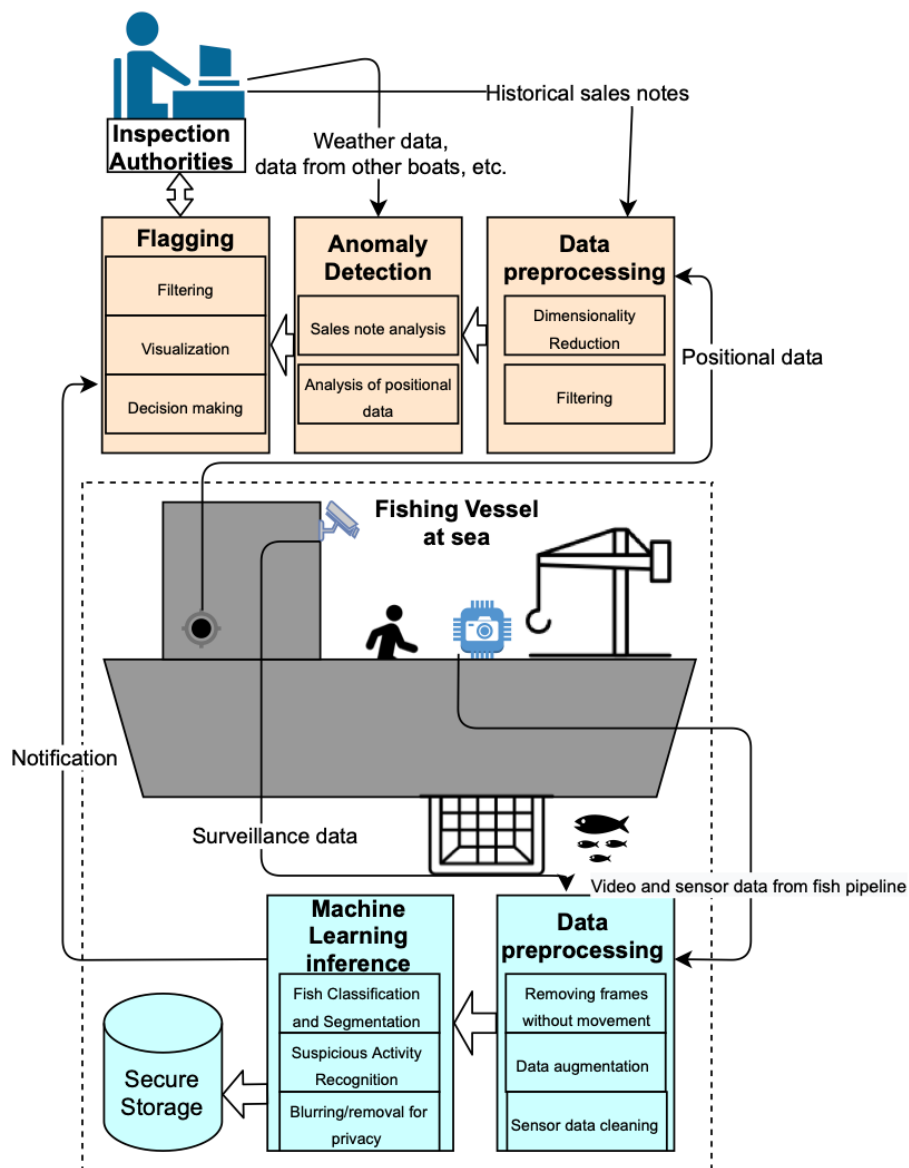 Inspection
Authorities
Historical sales notes
Weather data,
data from other boats, etc.
Flagging
Filtering
Visualization
Decision making
Anomaly
Detection
Sales note analysis
Analysis of positional
data
Data
preprocessing
Dimensionality
Reduction
Filtering
Positional data
Fishing Vessel
at sea
Notification
Surveillance data
Video and sensor data from fish pipeline
Machine
Learning
inference
Fish Classification
and Segmentation
Suspicious Activity
Recognition
Blurring/removal for
privacy
Data
preprocessing
Removing frames
without movement
Data augmentation
Sensor data cleaning
Secure
Storage